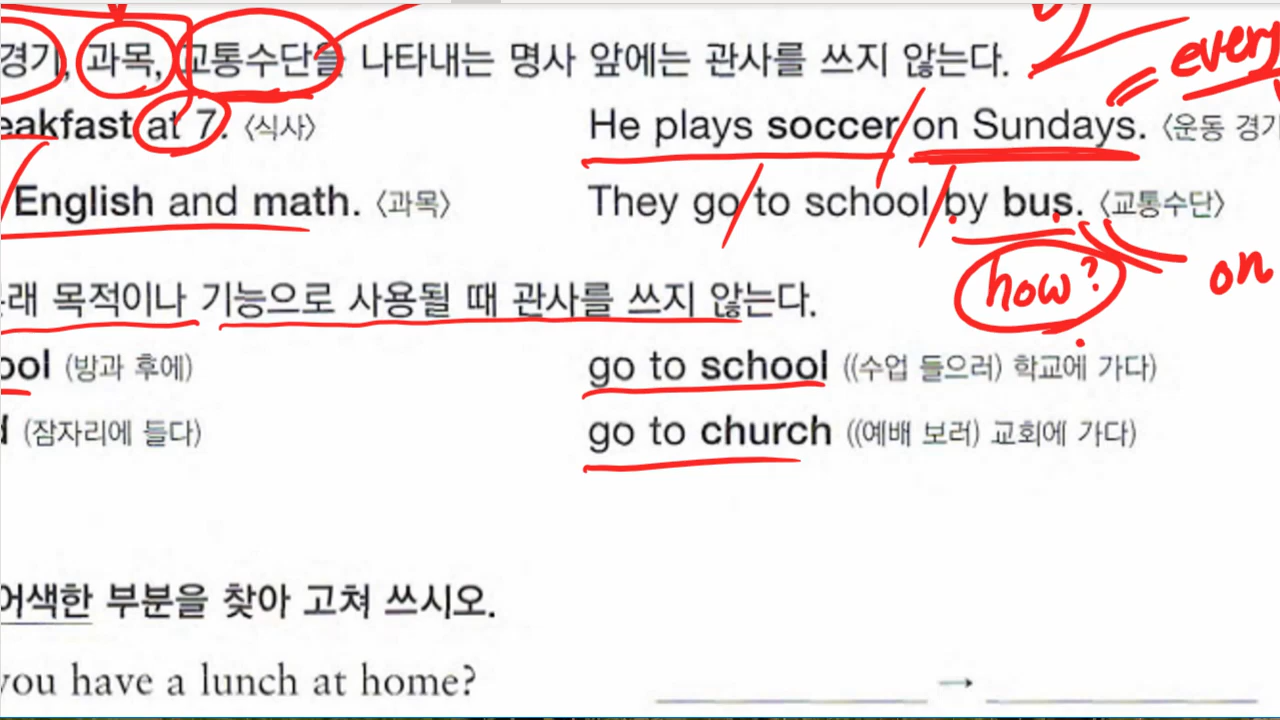 경기, 과목, 교통수단을 나타내는 명사 앞에는 관사를 쓰지 않는다.
every
eakfast at 7. 〈식사〉
He plays soccer on Sundays. 〈운동 경기
English and math. 〈과목〉
They go to school by bus. 〈교통수단〉
how?
on
래 목적이나 기능으로 사용될 때 관사를 쓰지 않는다.
ool (방과 후에)
go to school ((수업 들으러) 학교에 가다)
d (잠자리에 들다)
go to church ((예배 보러) 교회에 가다)
어색한 부분을 찾아 고쳐 쓰시오.
you have a lunch at home? →